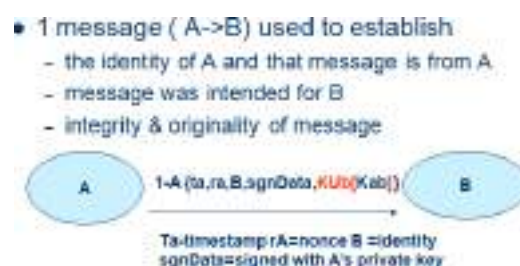 • 1 message ( A->B) used to establish
– the identity of A and that message is from A
– message was intended for B
– integrity & originality of message
A
1-A {ta,ra,B,sgnData,KUb[Kab]}
B
Ta-timestamp rA=nonce B =identity
sgnData=signed with A's private key